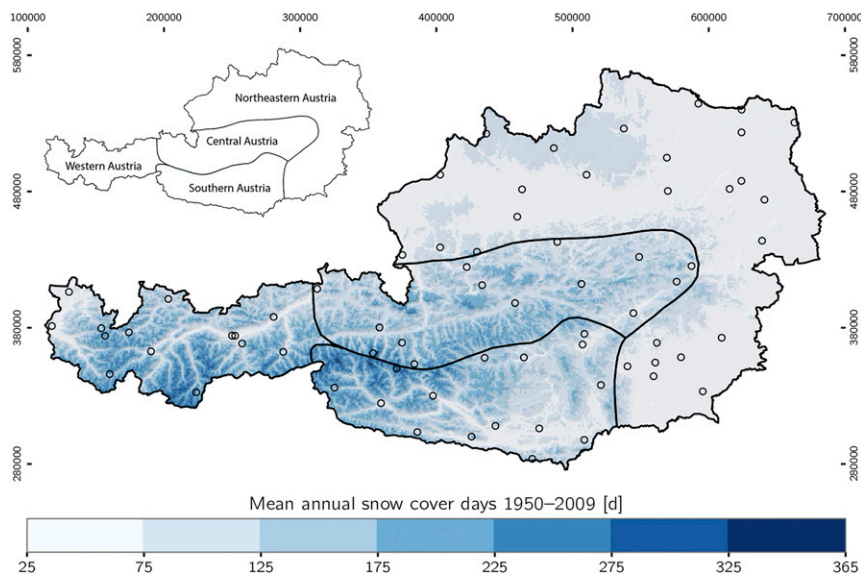 100000 200000 300000 400000 500000 600000 700000
580000 580000
Northeastern Austria
Central Austria
Western Austria
Southern Austria
480000 480000
380000 380000
280000 280000
Mean annual snow cover days 1950–2009 [d]
25 75 125 175 225 275 325 365